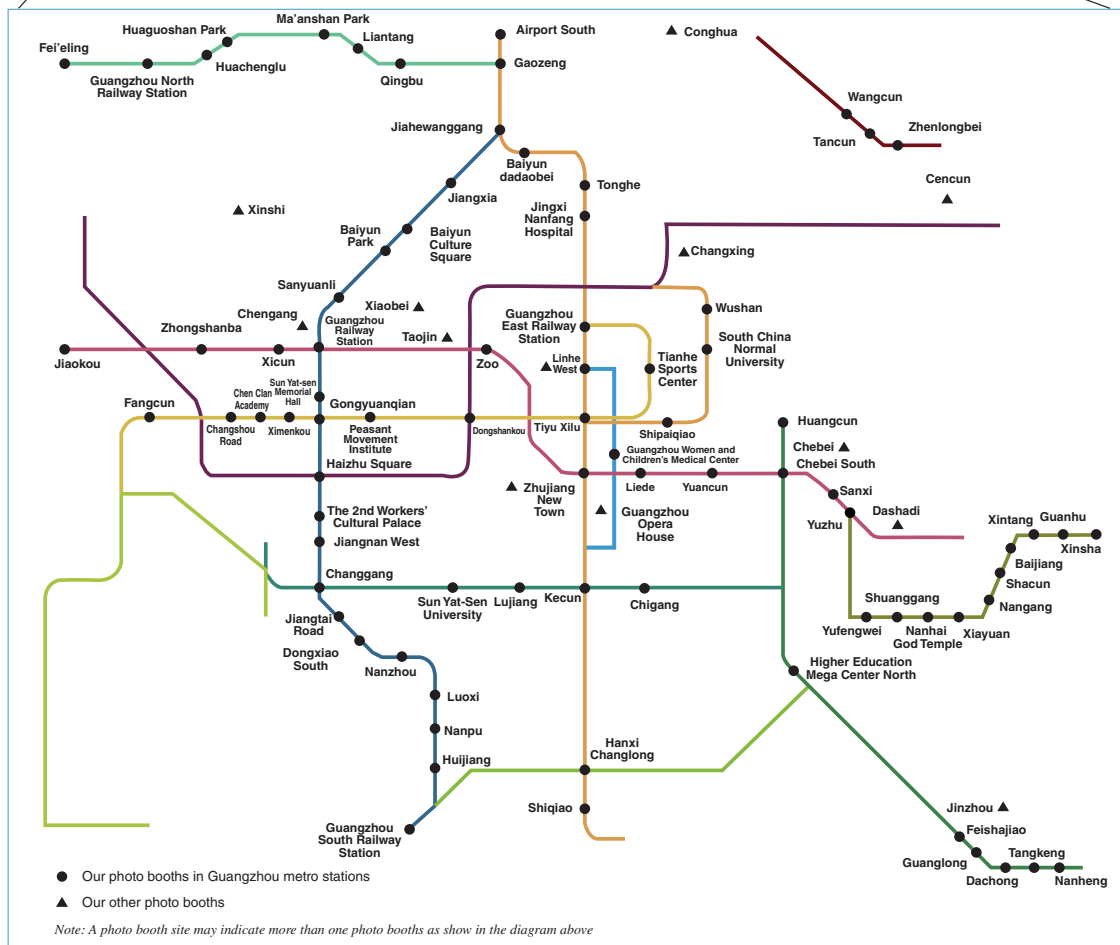 Ma'anshan Park
Huaguoshan Park
Liantang
Airport South
Conghua
Fei'eling
Huachenglu
Gaozeng
Guangzhou North
Railway Station
Qingbu
Wangcun
Jiahewanggang
Tancun
Zhenlongbei
Baiyun
dadaobei
Cencun
Tonghe
Jiangxia
Xinshi
Jingxi
Nanfang
Hospital
Baiyun
Park
Baiyun
Culture
Square
Changxing
Sanyuanli
Xiaobei
Chengang
Guangzhou
Railway
Station
Guangzhou
East Railway
Station
Wushan
Zhongshanba
Taojin
South China
Normal
University
Jiaokou
Xicun
Zoo
Linhe
West
Tianhe
Sports
Center
Sun Yat-sen
Memorial
Hall
Chen Clan
Academy
Fangcun
Gongyuanqian
Changshou
Road
Ximenkou
Peasant
Movement
Institute
Dongshankou
Tiyu Xilu
Shipaiqiao
Huangcun
Chebei
Guangzhou Women and
Children's Medical Center
Haizhu Square
Chebei South
Zhujiang
New
Town
Liede
Yuancun
Sanxi
The 2nd Workers'
Cultural Palace
Guangzhou
Opera
House
Yuzhu
Dashadi
Xintang
Guanhu
Jiangnan West
Xinsha
Baijiang
Changgang
Shacun
Sun Yat-Sen
University
Lujiang
Kecun
Chigang
Shuanggang
Nangang
Jiangtai
Road
Yufengwei
Nanhai
God Temple
Xiayuan
Dongxiao
South
Nanzhou
Higher Education
Mega Center North
Luoxi
Nanpu
Huijiang
Hanxi
Changlong
Shiqiao
Jinzhou
Guangzhou
South Railway
Station
Feishajiao
Guanglong
Tangkeng
Dachong
Nanheng
Our photo booths in Guangzhou metro stations
Our other photo booths
Note: A photo booth site may indicate more than one photo booths as show in the diagram above